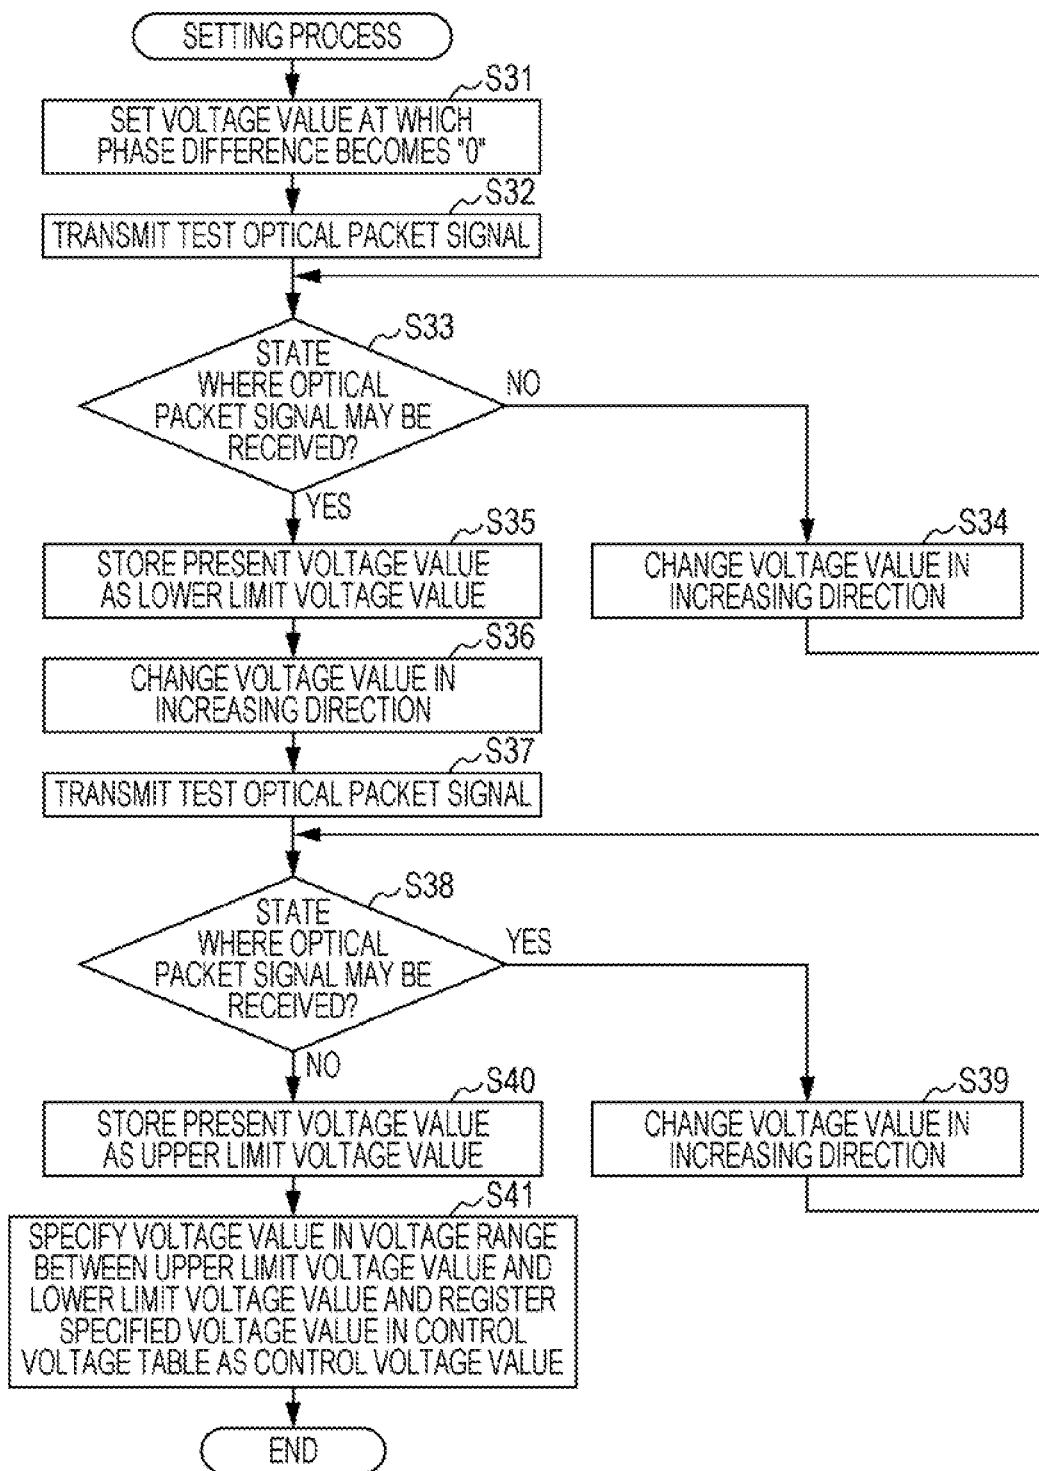 SETTING PROCESS
S31
SET VOLTAGE VALUE AT WHICH
PHASE DIFFERENCE BECOMES "0"
S32
TRANSMIT TEST OPTICAL PACKET SIGNAL
S33
STATE
WHERE OPTICAL
PACKET SIGNAL MAY BE
RECEIVED?
NO
YES
S35
STORE PRESENT VOLTAGE VALUE
AS LOWER LIMIT VOLTAGE VALUE
S34
CHANGE VOLTAGE VALUE IN
INCREASING DIRECTION
S36
CHANGE VOLTAGE VALUE IN
INCREASING DIRECTION
S37
TRANSMIT TEST OPTICAL PACKET SIGNAL
S38
STATE
WHERE OPTICAL
PACKET SIGNAL MAY BE
RECEIVED?
YES
NO
S40
STORE PRESENT VOLTAGE VALUE
AS UPPER LIMIT VOLTAGE VALUE
S39
CHANGE VOLTAGE VALUE IN
INCREASING DIRECTION
S41
SPECIFY VOLTAGE VALUE IN VOLTAGE RANGE
BETWEEN UPPER LIMIT VOLTAGE VALUE AND
LOWER LIMIT VOLTAGE VALUE AND REGISTER
SPECIFIED VOLTAGE VALUE IN CONTROL
VOLTAGE TABLE AS CONTROL VOLTAGE VALUE
END